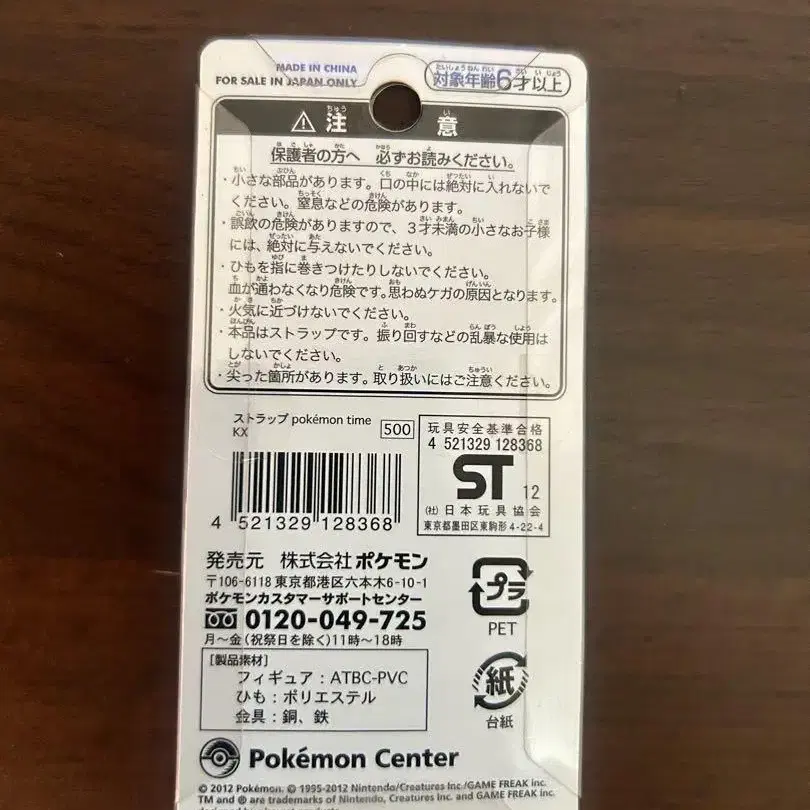 MADE IN CHINA
FOR SALE IN JAPAN ONLY
対象年齢6才以上
⚠注意
保護者の方へ 必ずお読みください。
・小さな部品があります。口の中には絶対に入れないで
ください。窒息などの危険があります。
・誤飲の危険がありますので、3才未満の小さなお子様
には、絶対に与えないでください。
・ひもを指に巻きつけたりしないでください。
血が通わなくなり危険です。思わぬケガの原因となります。
・火気に近づけないでください。
・本品はストラップです。振り回すなどの乱暴な使用は
しないでください。
・尖った箇所があります。取り扱いにはご注意ください。
ストラップ pokémon time
KX
500
4 521329 128368
玩具安全基準合格
4 521329 128368
ST 12
(社)日本玩具協会
東京都墨田区東駒形4-22-4
発売元 株式会社ポケモン
〒106-6118 東京都港区六本木6-10-1
ポケモンカスタマーサポートセンター
0120-049-725
月〜金(祝祭日を除く)11時〜18時
プラ
PET
紙
台紙
[製品素材]
フィギュア:ATBC-PVC
ひも:ポリエステル
金具:銅、鉄
Pokémon Center
© 2012 Pokémon. © 1995-2012 Nintendo/Creatures Inc./GAME FREAK inc.
TM and ® are trademarks of Nintendo, Creatures Inc. and GAME FREAK inc.